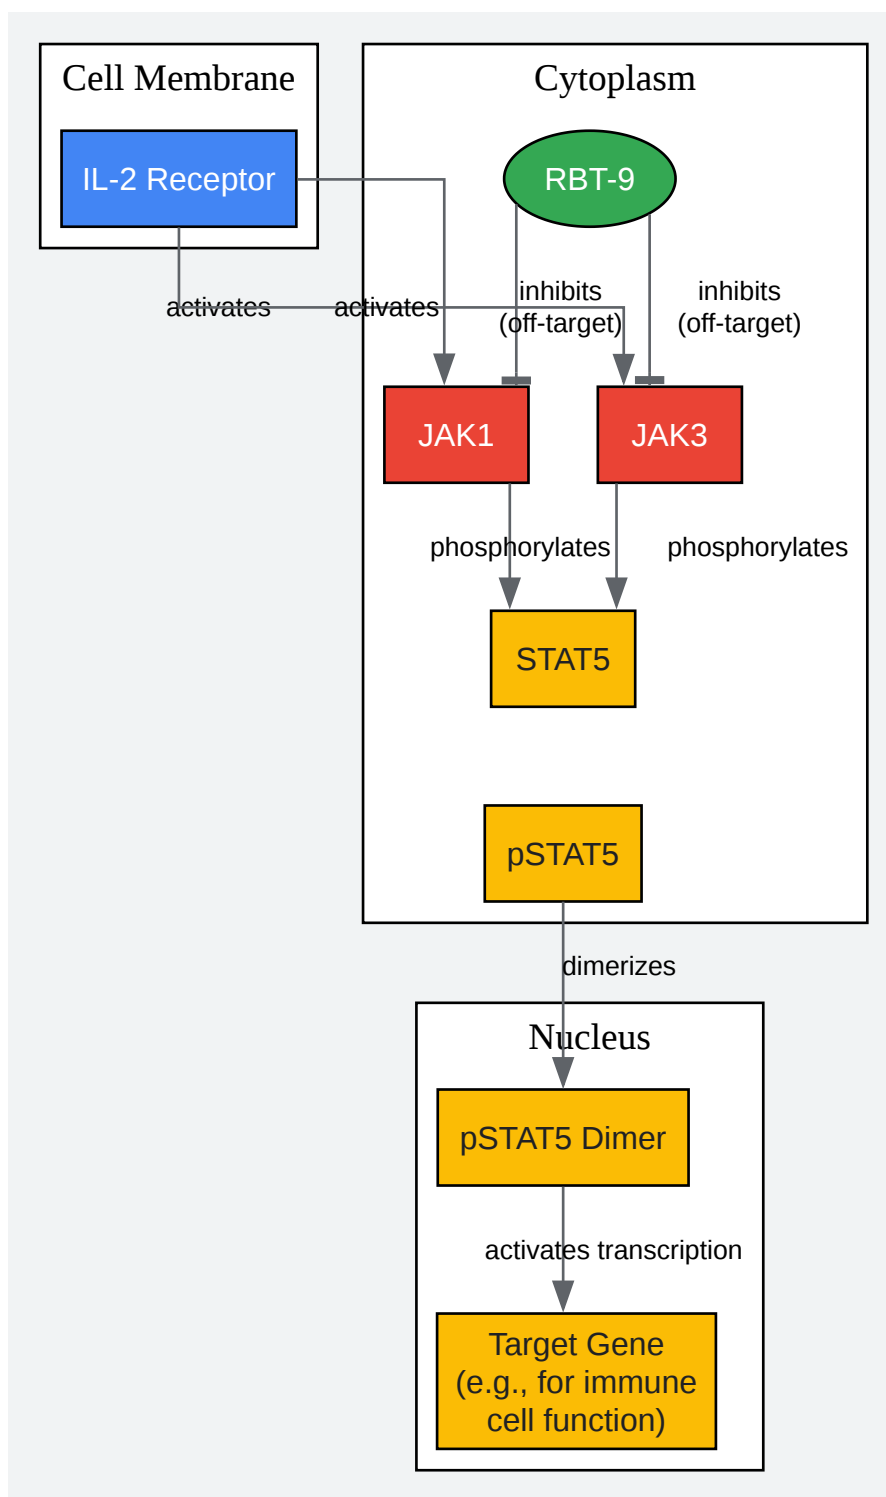 Cell Membrane
Cytoplasm
IL-2 Receptor
RBT-9
activates
activates
inhibits
(off-target)
inhibits
(off-target)
JAK1
JAK3
phosphorylates
phosphorylates
STAT5
pSTAT5
dimerizes
Nucleus
pSTAT5 Dimer
activates transcription
Target Gene
(e.g., for immune
cell function)